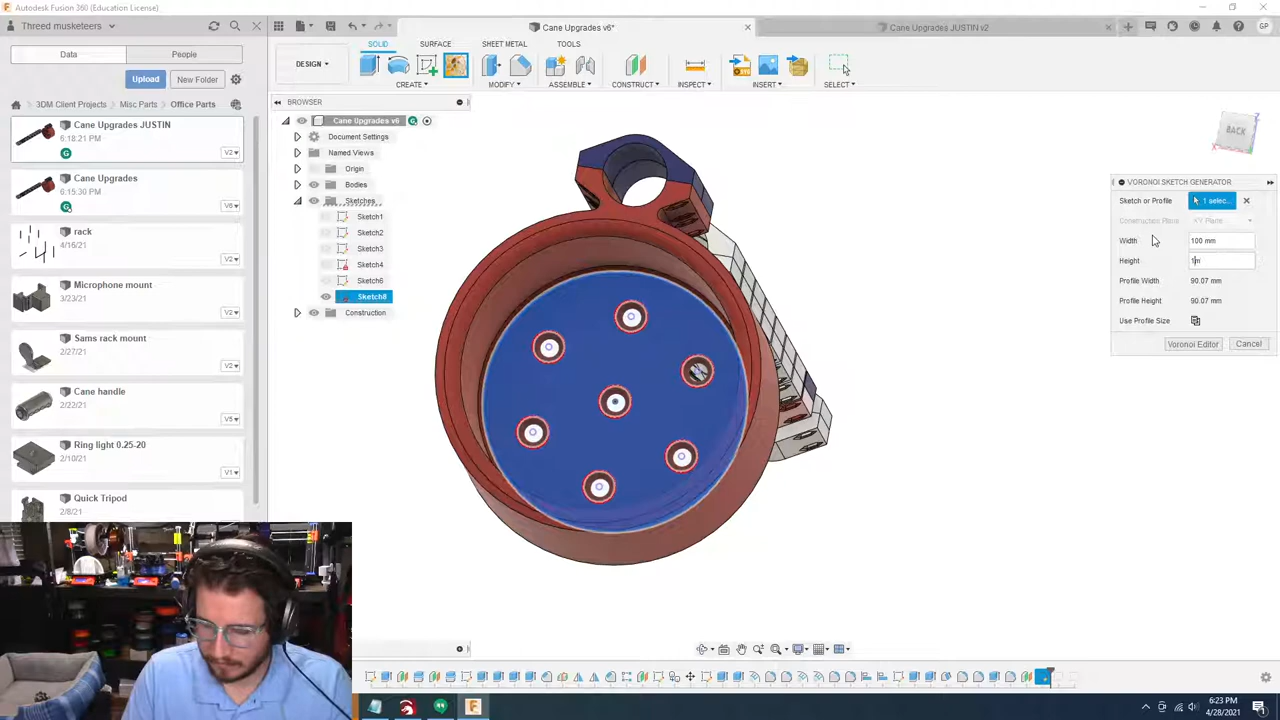 Autodesk Fusion 360 (Education License)
Threed musketeers
Cane Upgrades v6*
Cane Upgrades JUSTIN v2
GP
Data
People
SOLID
SURFACE
SHEET METAL
TOOLS
DESIGN
CREATE
MODIFY
ASSEMBLE
CONSTRUCT
INSPECT
INSERT
SELECT
Upload
New Folder
3DM Client Projects
Misc Parts
Office Parts
BROWSER
Cane Upgrades v6
Document Settings
Named Views
Origin
Bodies
Sketches
Sketch1
Sketch2
Sketch3
Sketch4
Sketch6
Sketch8
Construction
Cane Upgrades JUSTIN
6:18:21 PM
G
V2
Cane Upgrades
6:15:30 PM
G
V6
rack
4/16/21
V2
Microphone mount
3/23/21
Sams rack mount
2/27/21
V2
Cane handle
2/22/21
V5
Ring light 0.25-20
2/10/21
V1
Quick Tripod
2/8/21
BACK
VORONOI SKETCH GENERATOR
Sketch or Profile
1 selec...
Construction Plane
XY Plane
Width
100 mm
Height
1m
Profile Width
90.07 mm
Profile Height
90.07 mm
Use Profile Size
Voronoi Editor
Cancel
6:23 PM
4/28/2021